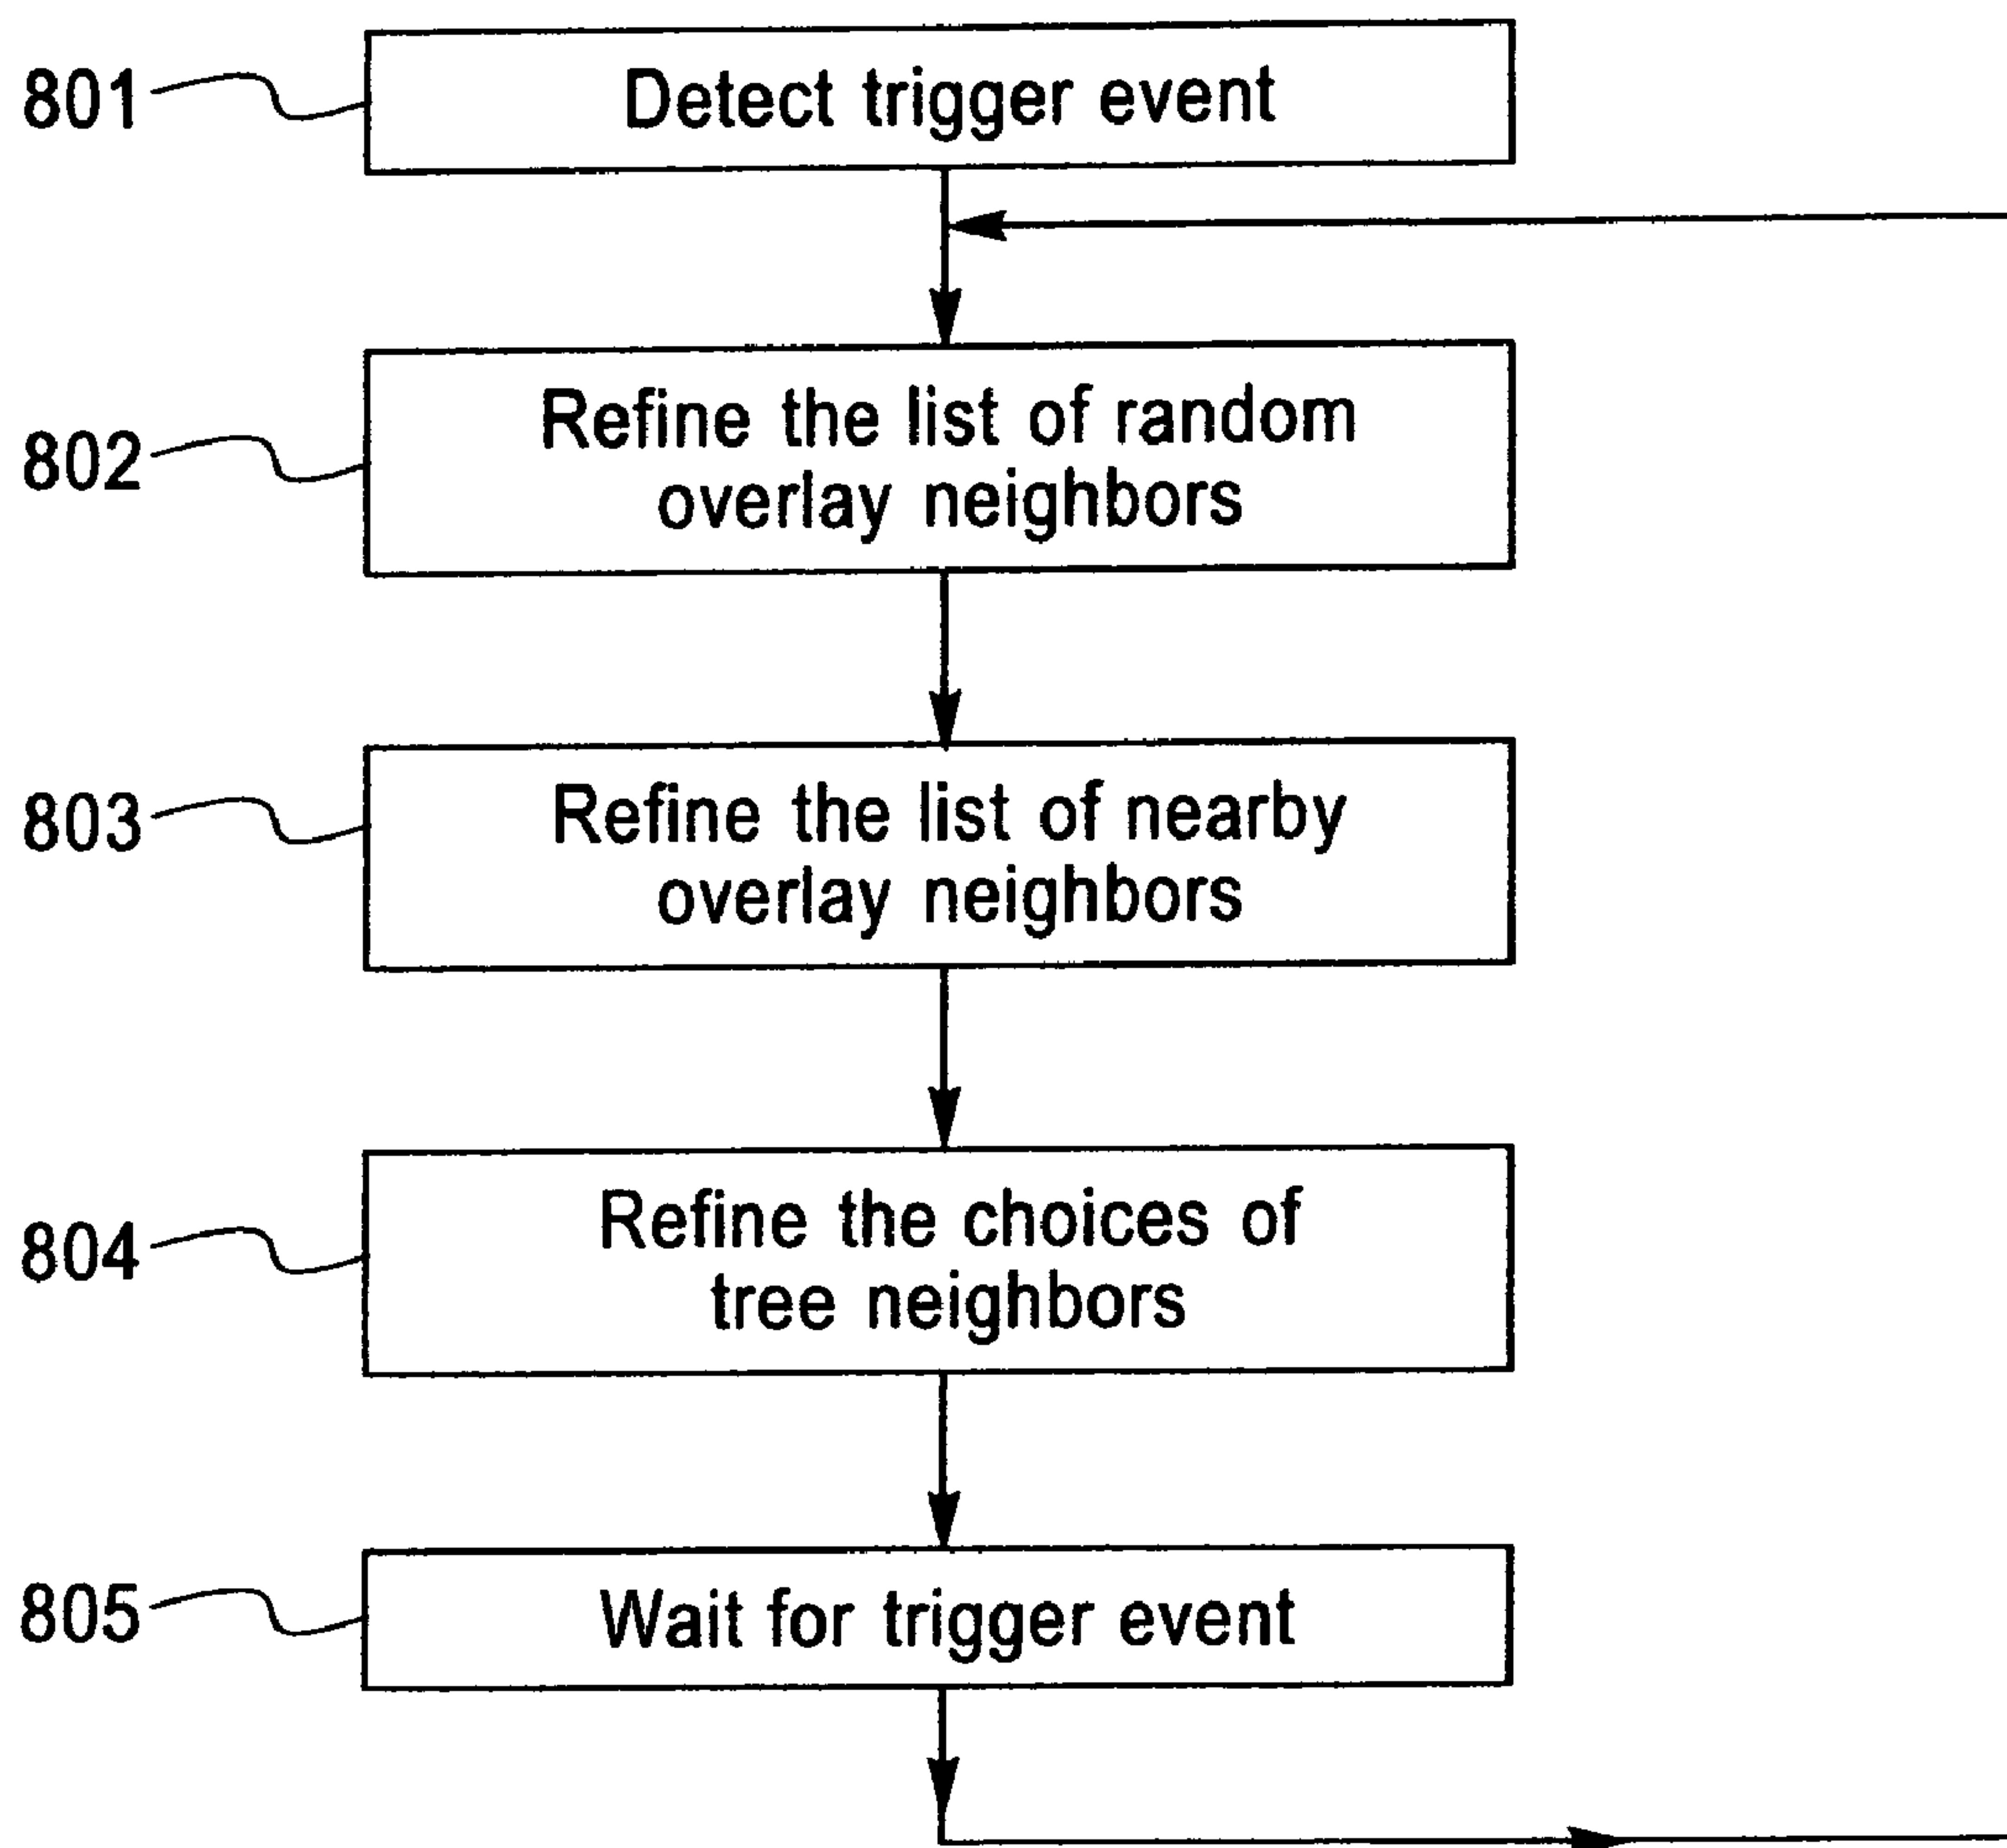 801
Detect trigger event
802
Refine the list of random
overlay neighbors
803
Refine the list of nearby
overlay neighbors
804
Refine the choices of
tree neighbors
805
Wait for trigger event